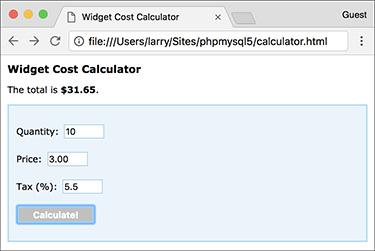 Widget Cost Calculator
Guest
file:///Users/larry/Sites/phpmysql5/calculator.html
Widget Cost Calculator
The total is $31.65.
Quantity: 10
Price: 3.00
Tax (%): 5.5
Calculate!